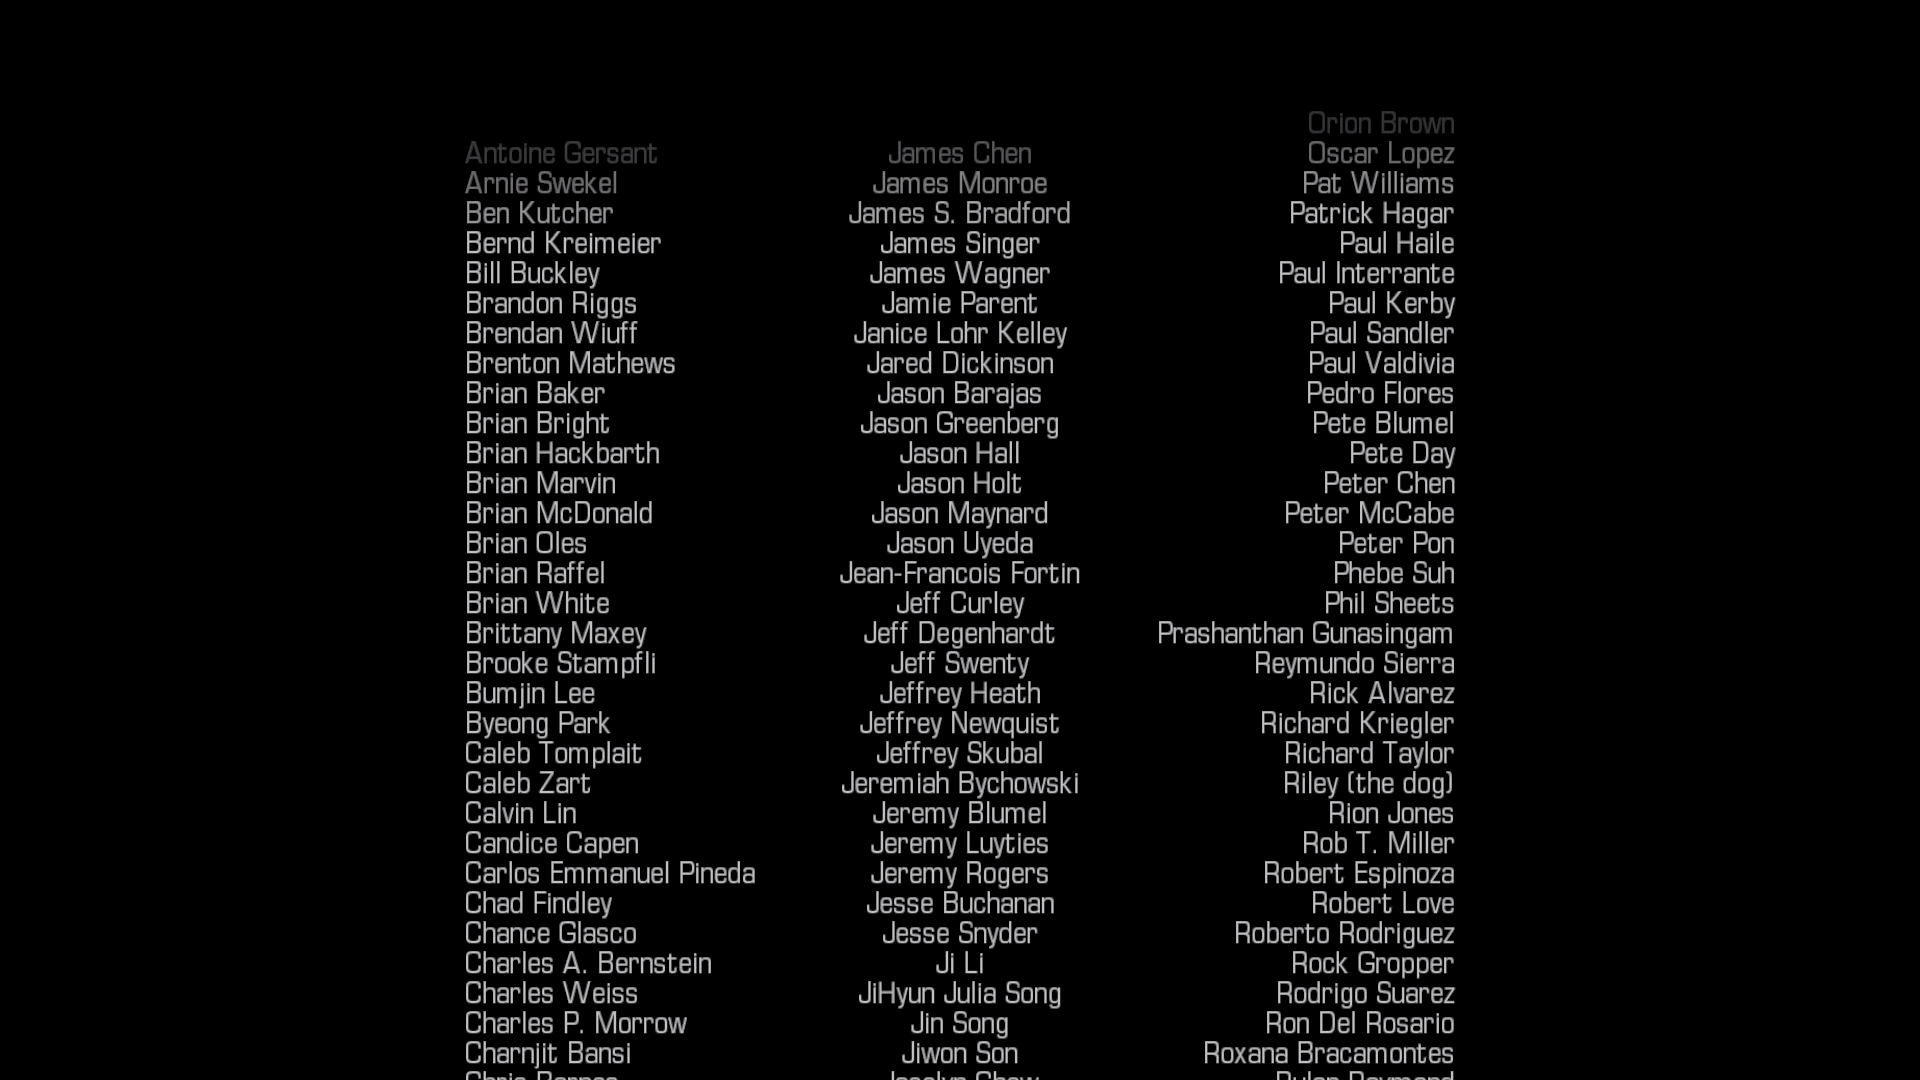 Orion Brown
Antoine Gersant James Chen Oscar Lopez
Arnie Swekel James Monroe Pat Williams
Ben Kutcher James S. Bradford Patrick Hagar
Bernd Kreimeier James Singer Paul Haile
Bill Buckley James Wagner Paul Interrante
Brandon Riggs Jamie Parent Paul Kerby
Brendan Wiuff Janice Lohr Kelley Paul Sandler
Brenton Mathews Jared Dickinson Paul Valdivia
Brian Baker Jason Barajas Pedro Flores
Brian Bright Jason Greenberg Pete Blumel
Brian Hackbarth Jason Hall Pete Day
Brian Marvin Jason Holt Peter Chen
Brian McDonald Jason Maynard Peter McCabe
Brian Oles Jason Uyeda Peter Pon
Brian Raffel Jean-Francois Fortin Phebe Suh
Brian White Jeff Curley Phil Sheets
Brittany Maxey Jeff Degenhardt Prashanthan Gunasingam
Brooke Stampfli Jeff Swenty Reymundo Sierra
Bumjin Lee Jeffrey Heath Rick Alvarez
Byeong Park Jeffrey Newquist Richard Kriegler
Caleb Tomplait Jeffrey Skubal Richard Taylor
Caleb Zart Jeremiah Bychowski Riley (the dog)
Calvin Lin Jeremy Blumel Rion Jones
Candice Capen Jeremy Luyties Rob T. Miller
Carlos Emmanuel Pineda Jeremy Rogers Robert Espinoza
Chad Findley Jesse Buchanan Robert Love
Chance Glasco Jesse Snyder Roberto Rodriguez
Charles A. Bernstein Ji Li Rock Gropper
Charles Weiss JiHyun Julia Song Rodrigo Suarez
Charles P. Morrow Jin Song Ron Del Rosario
Charnjit Bansi Jiwon Son Roxana Bracamontes